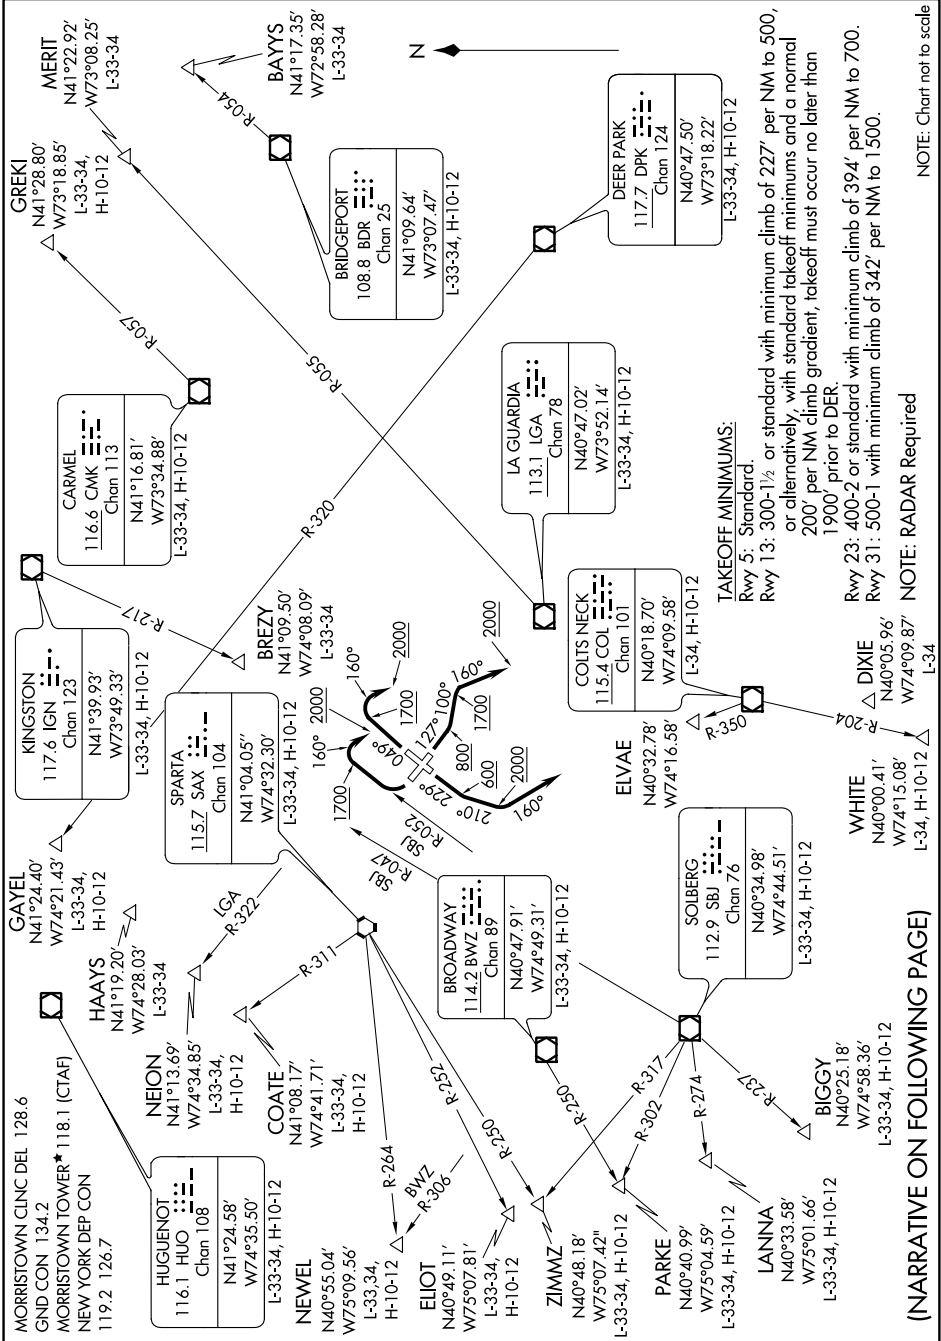 MORRISTOWN CLNC DEL 128.6
GND CON 134.2
MORRISTOWN TOWER★ 118.1 (CTAF)
NEW YORK DEP CON
119.2 126.7
HUGUENOT
116.1 HUO
Chan 108
N41°24.58′
W74°35.50′
L-33-34, H-10-12
GAYEL
N41°24.40′
W74°21.43′
L-33-34,
H-10-12
HAAYS
N41°19.20′
W74°28.03′
L-33-34
NEION
N41°13.69′
W74°34.85′
L-33-34,
H-10-12
LGA
R-322
COATE
N41°08.17′
W74°41.71′
L-33-34,
H-10-12
R-311
KINGSTON
117.6 IGN
Chan 123
N41°39.93′
W73°49.33′
L-33-34, H-10-12
R-217
BREZY
N41°09.50′
W74°08.09′
L-33-34
CARMEL
116.6 CMK
Chan 113
N41°16.81′
W73°34.88′
L-33-34, H-10-12
R-057
GREKI
N41°28.80′
W73°18.85′
L-33-34,
H-10-12
MERIT
N41°22.92′
W73°08.25′
L-33-34
R-055
BAYYS
N41°17.35′
W72°58.28′
L-33-34
R-054
BRIDGEPORT
108.8 BDR
Chan 25
N41°09.64′
W73°07.47′
L-33-34, H-10-12
N
SPARTA
115.7 SAX
Chan 104
N41°04.05″
W74°32.30′
L-33-34, H-10-12
R-320
DEER PARK
117.7 DPK
Chan 124
N40°47.50′
W73°18.22′
L-33-34, H-10-12
LA GUARDIA
113.1 LGA
Chan 78
N40°47.02′
W73°52.14′
L-33-34, H-10-12
160°
2000
1700
049°
160°
1700
2000
127°
100°
160°
800
1700
2000
229°
600
210°
2000
160°
SBJ
R-052
SBJ
R-047
NEWEL
N40°55.04′
W75°09.56′
L-33,34,
H-10-12
R-264
BWZ
R-306
R-252
R-250
ELIOT
N40°49.11′
W75°07.81′
L-33-34,
H-10-12
ZIMMZ
N40°48.18′
W75°07.42"
L-33-34, H-10-12
BROADWAY
114.2 BWZ
Chan 89
N40°47.91′
W74°49.31′
L-33-34, H-10-12
R-250
R-317
R-302
R-274
R-237
PARKE
N40°40.99′
W75°04.59′
L-33-34, H-10-12
LANNA
N40°33.58′
W75°01.66′
L-33-34, H-10-12
BIGGY
N40°25.18′
W74°58.36′
L-33-34, H-10-12
SOLBERG
112.9 SBJ
Chan 76
N40°34.98′
W74°44.51′
L-33-34, H-10-12
COLTS NECK
115.4 COL
Chan 101
N40°18.70′
W74°09.58′
L-34, H-10-12
ELVAE
N40°32.78′
W74°16.58′
R-350
R-204
DIXIE
N40°05.96′
W74°09.87′
L-34
WHITE
N40°00.41′
W74°15.08′
L-34, H-10-12
TAKEOFF MINIMUMS:
Rwy 5: Standard.
Rwy 13: 300-1½ or standard with minimum climb of 227′ per NM to 500,
or alternatively, with standard takeoff minimums and a normal
200′ per NM climb gradient, takeoff must occur no later than
1900′ prior to DER.
Rwy 23: 400-2 or standard with minimum climb of 394′ per NM to 700.
Rwy 31: 500-1 with minimum climb of 342′ per NM to 1500.
NOTE: RADAR Required
NOTE: Chart not to scale
(NARRATIVE ON FOLLOWING PAGE)